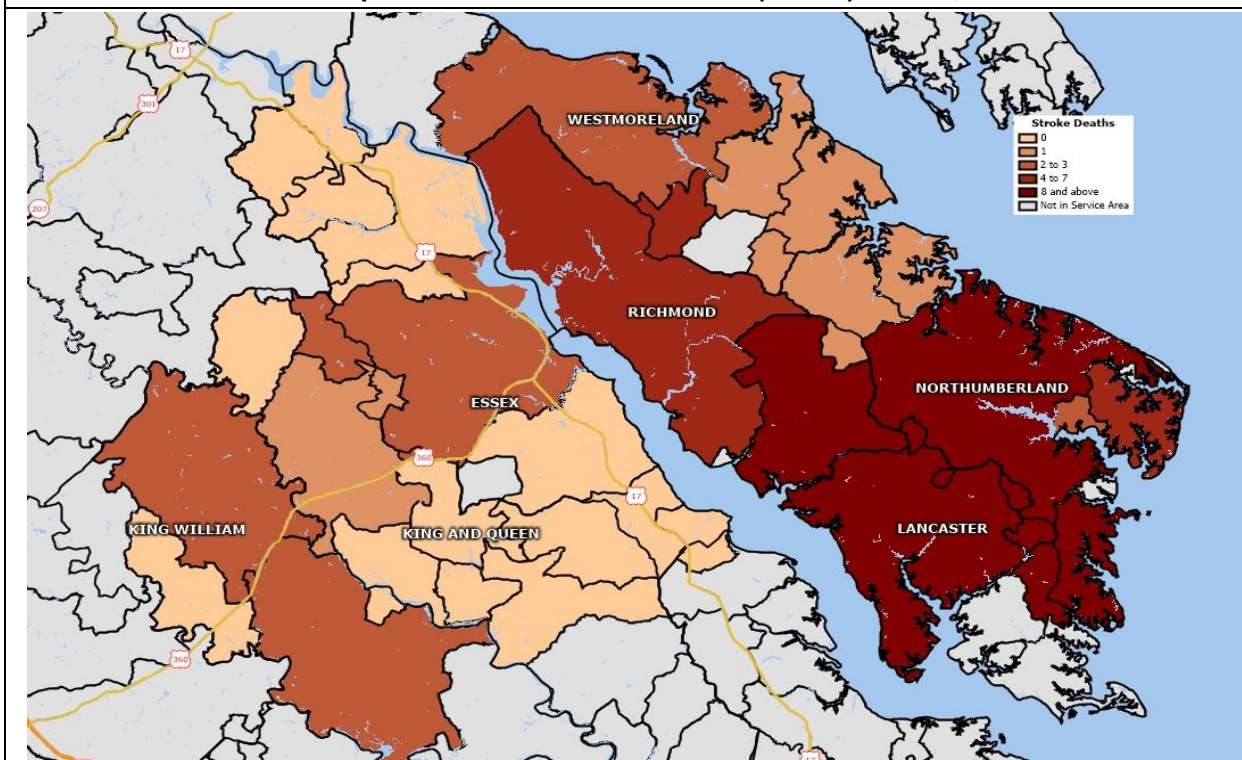 17
301
207
WESTMORELAND
Stroke Deaths
0
1
2 to 3
4 to 7
8 and above
Not in Service Area
17
RICHMOND
NORTHUMBERLAND
ESSEX
360
17
KING WILLIAM
KING AND QUEEN
LANCASTER
360
17